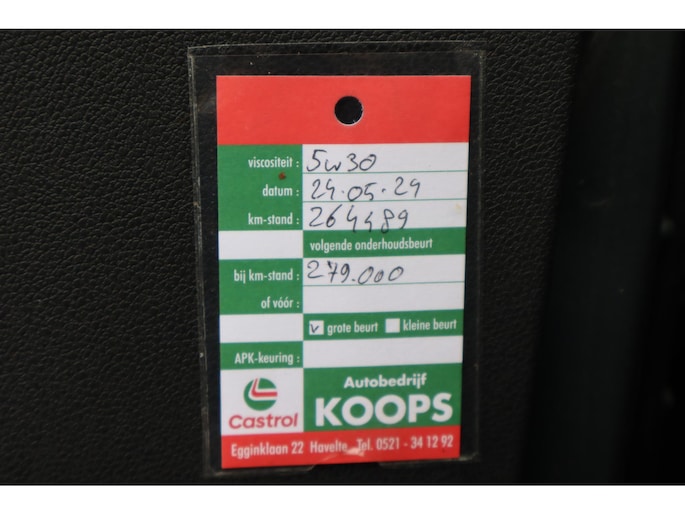 viscositeit : 5w30
datum : 24.05.24
km-stand : 264489
volgende onderhoudsbeurt
bij km-stand : 279.000
of vóór :
v grote beurt kleine beurt
APK-keuring :
Castrol
Autobedrijf
KOOPS
Egginklaan 22 Havelte Tel. 0521 - 34 12 92